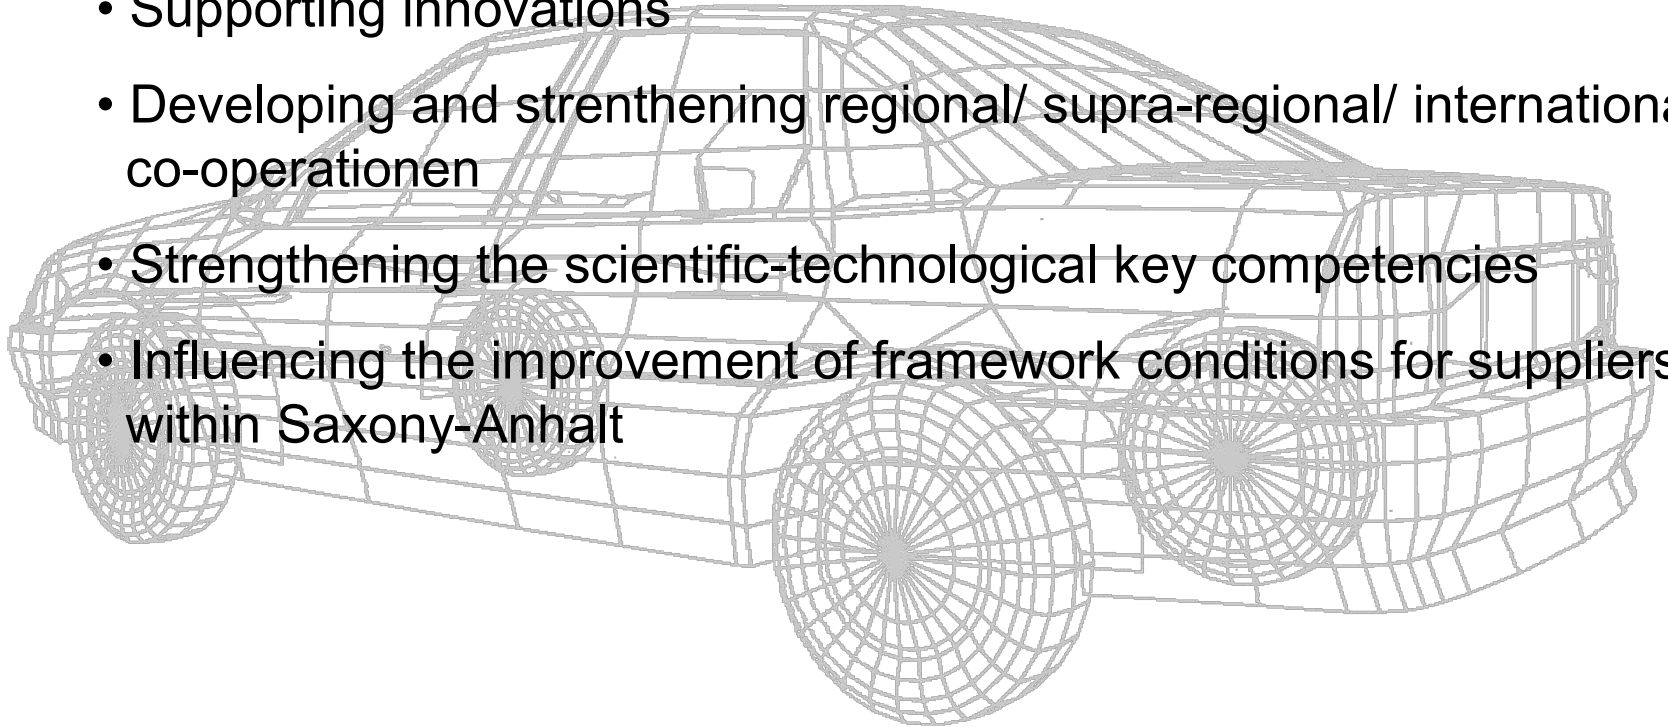 • Supporting innovations
• Developing and strenthening regional/ supra-regional/ internationa
co-operationen
• Strengthening the scientific-technological key competencies
• Influencing the improvement of framework conditions for suppliers
within Saxony-Anhalt